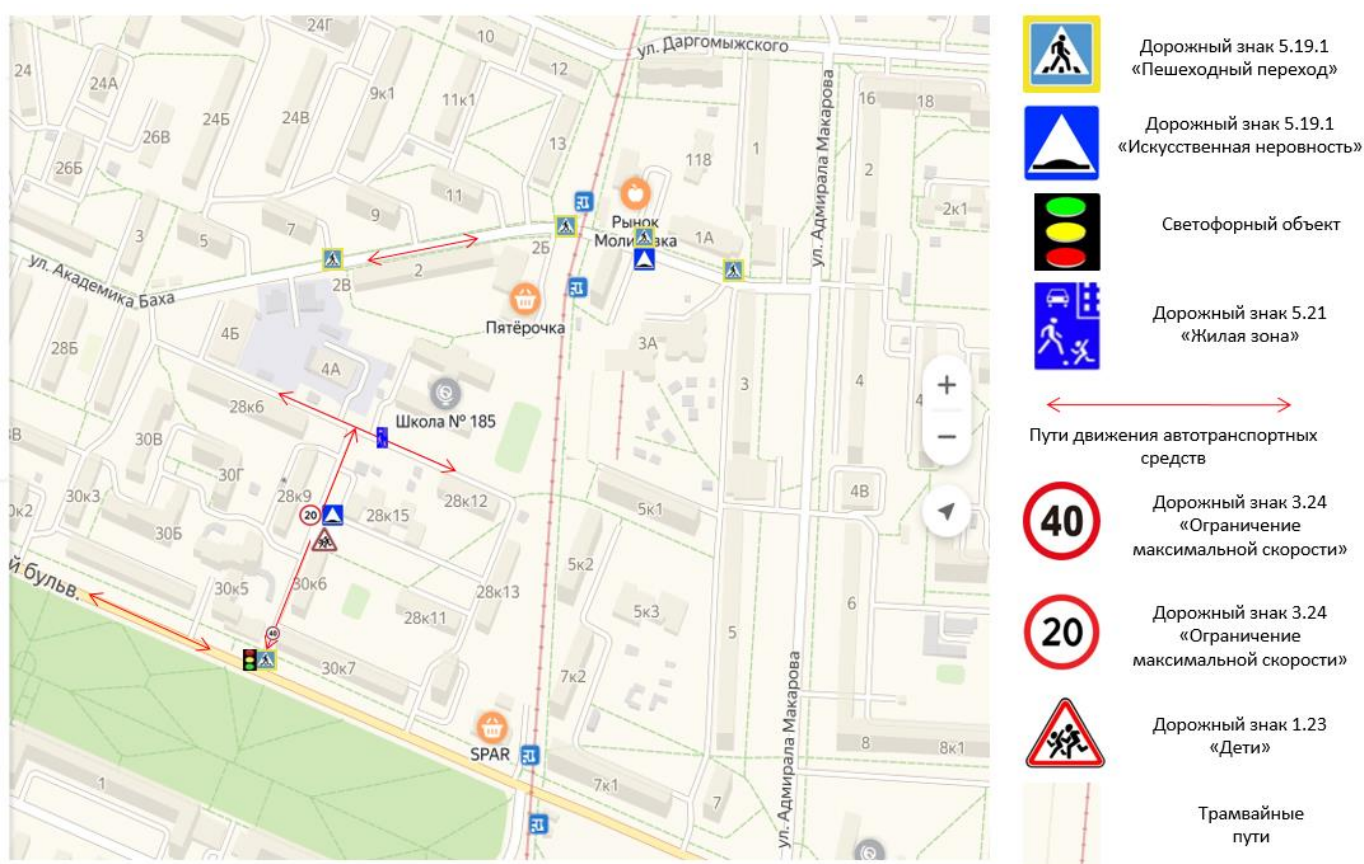 24Г
10
ул. Даргомыжского
24
24А
12
9к1
11к1
24Б
24В
26В
13
16
18
118
1
26Б
2
ул. Адмирала Макарова
11
9
Рынок
Молитовка
2к1
7
3
5
2Б
1А
ул. Академика Баха
2
2В
Пятёрочка
4Б
3А
28Б
4А
3
4
28к6
Школа № 185
30В
30Г
28к9
28к12
4В
30к3
20
28к15
5к1
30Б
5к2
й бульв.
30к5
30к6
28к13
28к11
5к3
6
40
5
30к7
7к2
ул. Адмирала Макарова
SPAR
8
8к1
1
7к1
7
Дорожный знак 5.19.1
«Пешеходный переход»
Дорожный знак 5.19.1
«Искусственная неровность»
Светофорный объект
Дорожный знак 5.21
«Жилая зона»
Пути движения автотранспортных
средств
40
Дорожный знак 3.24
«Ограничение
максимальной скорости»
20
Дорожный знак 3.24
«Ограничение
максимальной скорости»
Дорожный знак 1.23
«Дети»
Трамвайные
пути